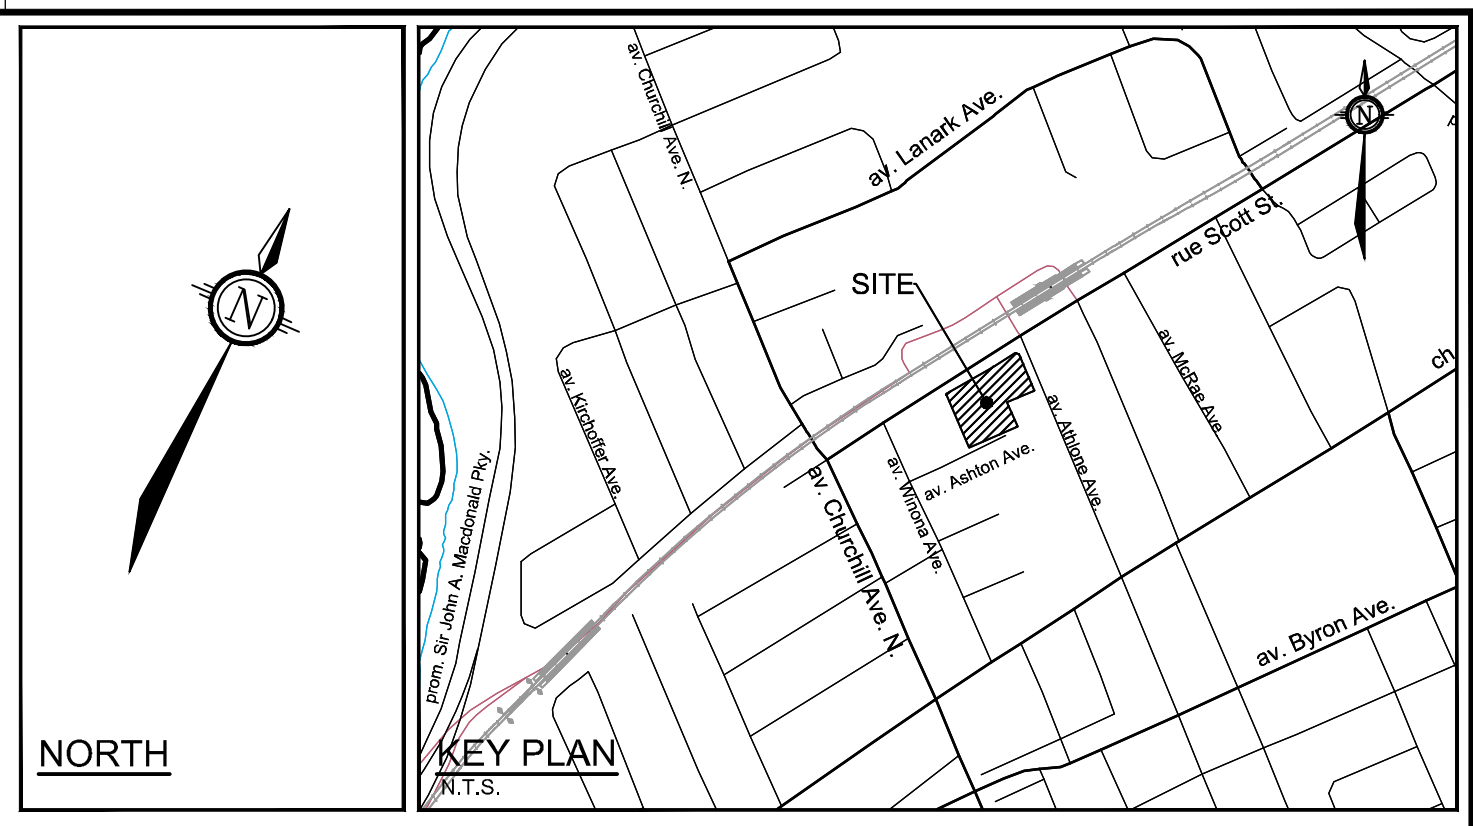 N
NORTH
av. Churchill Ave. N.
av. Lanark Ave.
N
rue Scott St.
SITE
av. Kirchoffer Ave.
av. McRae Ave
ch
av. Athlone Ave.
av. Ashton Ave.
av. Winona Ave.
av. Churchill Ave. N.
prom. Sir John A. Macdonald Pky.
av. Byron Ave.
KEY PLAN
N.T.S.